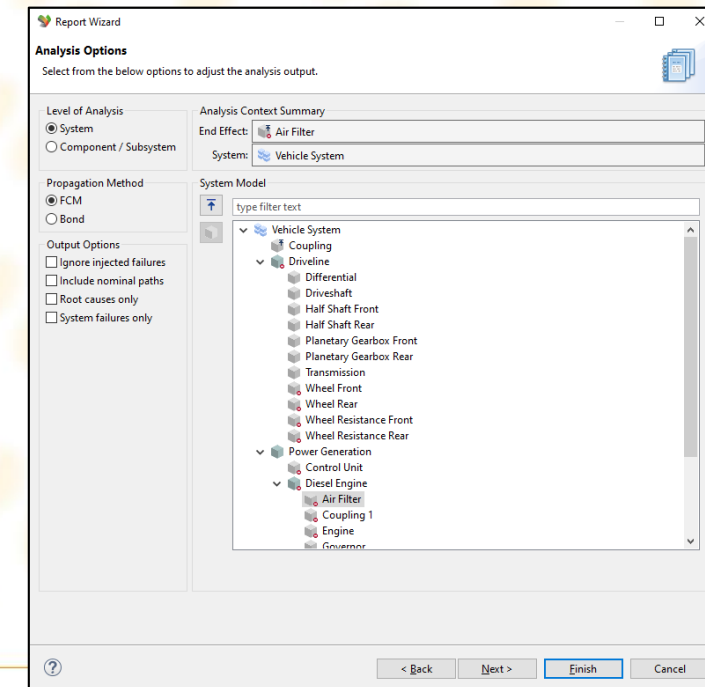 Report Wizard
Analysis Options
Select from the below options to adjust the analysis output.
Level of Analysis
System
Component / Subsystem
Propagation Method
FCM
Bond
Output Options
Ignore injected failures
Include nominal paths
Root causes only
System failures only
Analysis Context Summary
End Effect: Air Filter
System: Vehicle System
System Model
type filter text
Vehicle System
Coupling
Driveline
Differential
Driveshaft
Half Shaft Front
Half Shaft Rear
Planetary Gearbox Front
Planetary Gearbox Rear
Transmission
Wheel Front
Wheel Rear
Wheel Resistance Front
Wheel Resistance Rear
Power Generation
Control Unit
Diesel Engine
Air Filter
Coupling 1
Engine
Governor
< Back Next > Finish Cancel